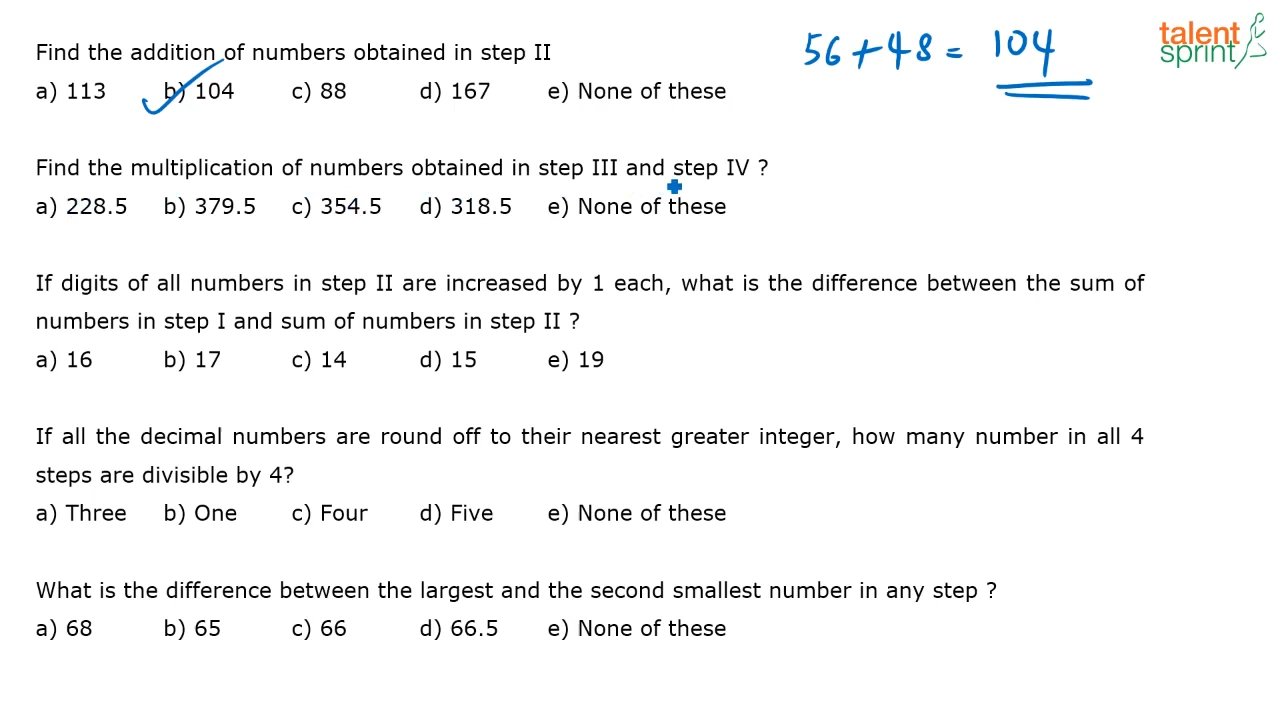 Find the addition of numbers obtained in step II
a) 113 b) 104 c) 88 d) 167 e) None of these
56 + 48 = 104
talent
sprint
Find the multiplication of numbers obtained in step III and step IV ?
a) 228.5 b) 379.5 c) 354.5 d) 318.5 e) None of these
If digits of all numbers in step II are increased by 1 each, what is the difference between the sum of
numbers in step I and sum of numbers in step II ?
a) 16 b) 17 c) 14 d) 15 e) 19
If all the decimal numbers are round off to their nearest greater integer, how many number in all 4
steps are divisible by 4?
a) Three b) One c) Four d) Five e) None of these
What is the difference between the largest and the second smallest number in any step ?
a) 68 b) 65 c) 66 d) 66.5 e) None of these